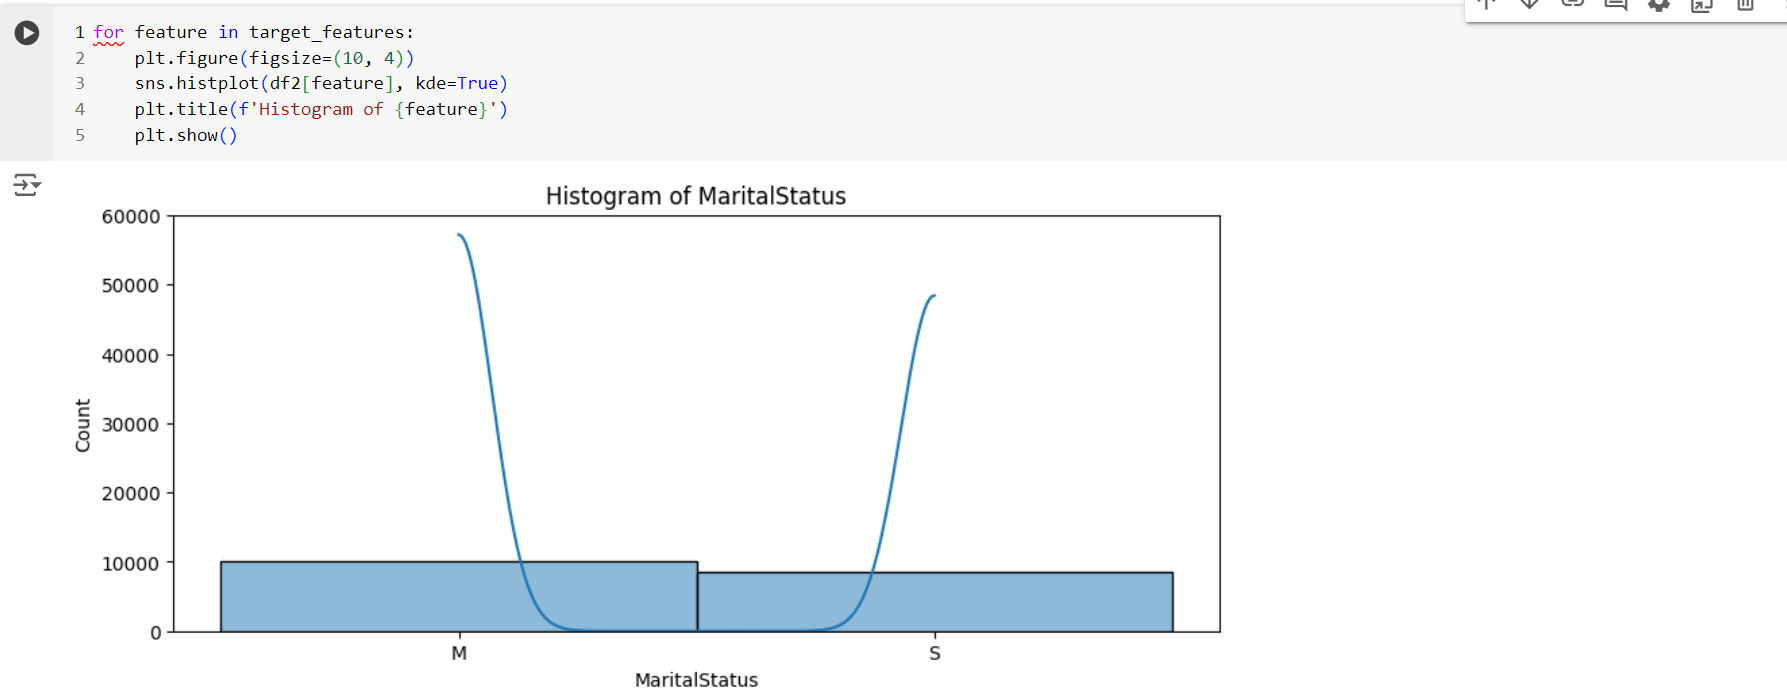 1 for feature in target_features:
2 plt.figure(figsize=(10, 4))
3 sns.histplot(df2[feature], kde=True)
4 plt.title(f'Histogram of {feature}')
5 plt.show()
Histogram of MaritalStatus
60000
50000
40000
30000
20000
10000
0
Count
M S
MaritalStatus